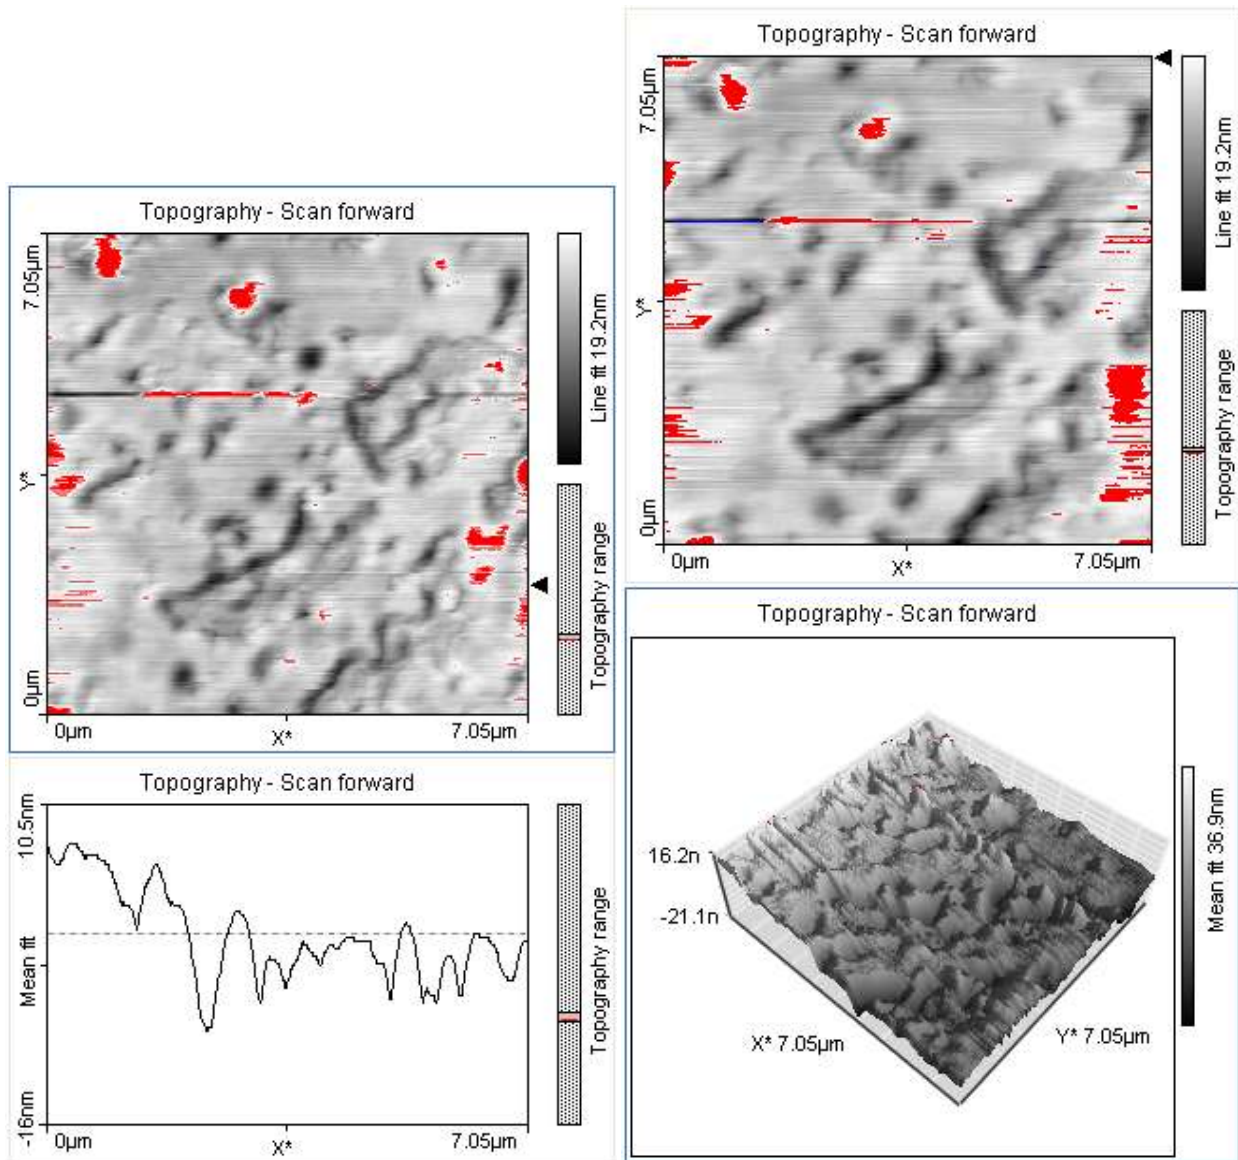 Topography - Scan forward
7.05µm
Y*
0µm
0µm
X*
7.05µm
Line fit 19.2nm
Topography range
Topography - Scan forward
7.05µm
Y*
0µm
0µm
X*
7.05µm
Line fit 19.2nm
Topography range
Topography - Scan forward
10.5nm
Mean fit
-16nm
0µm
X*
7.05µm
Topography range
Topography - Scan forward
16.2n
-21.1n
X* 7.05µm
Y* 7.05µm
Mean fit 36.9nm